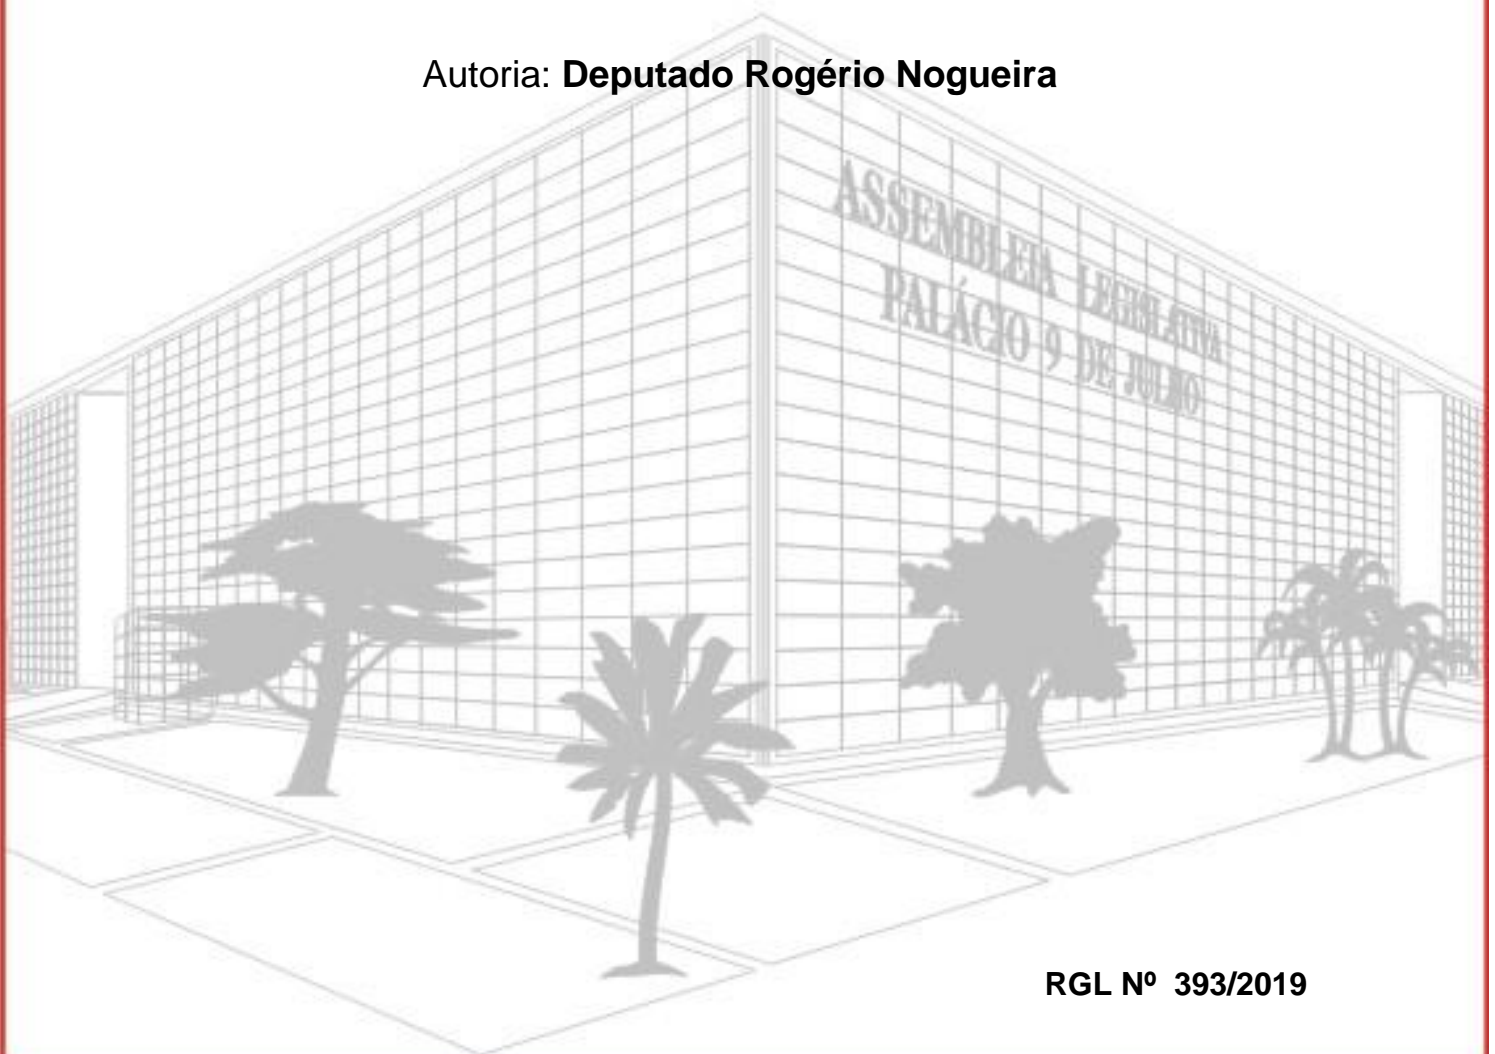 Autoria: Deputado Rogério Nogueira
ASSEMBLEIA LEGISLATIVA
PALÁCIO 9 DE JULHO
RGL Nº 393/2019